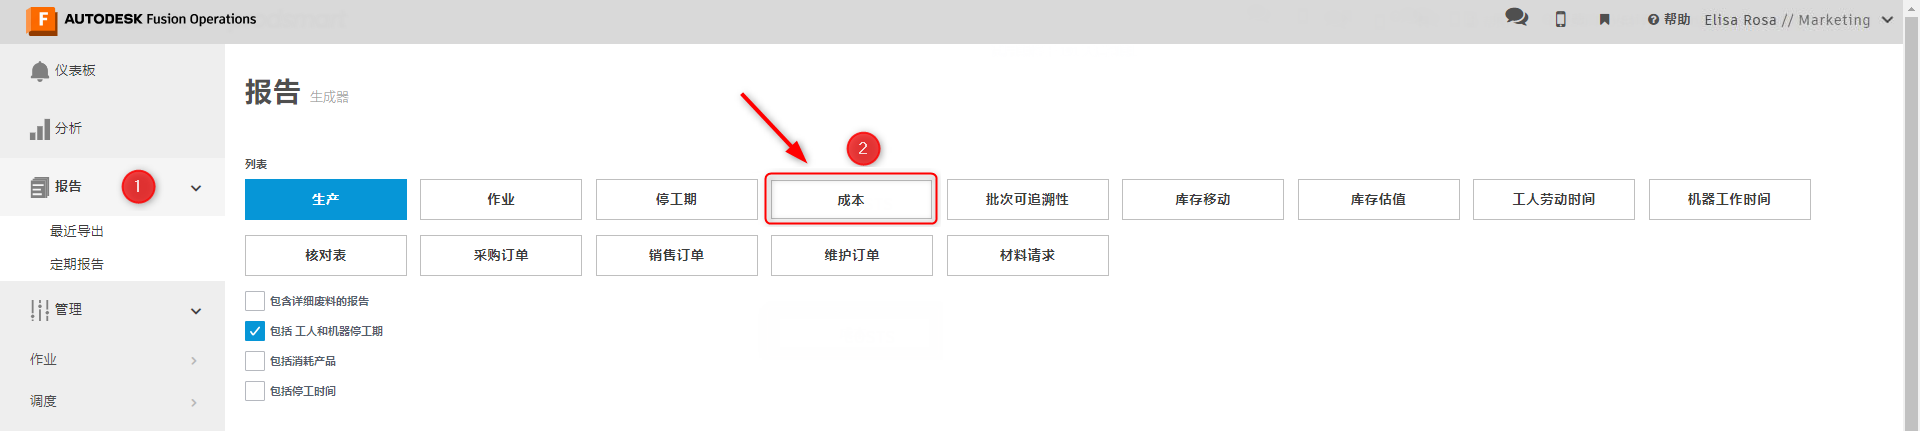 F AUTODESK Fusion Operations
帮助 Elisa Rosa // Marketing
仪表板
分析
报告 1
最近导出
定期报告
管理
作业
调度
报告 生成器
2
列表
生产 作业 停工期 成本 批次可追溯性 库存移动 库存估值 工人劳动时间 机器工作时间
核对表 采购订单 销售订单 维护订单 材料请求
包含详细废料的报告
包括 工人和机器停工期
包括消耗产品
包括停工时间